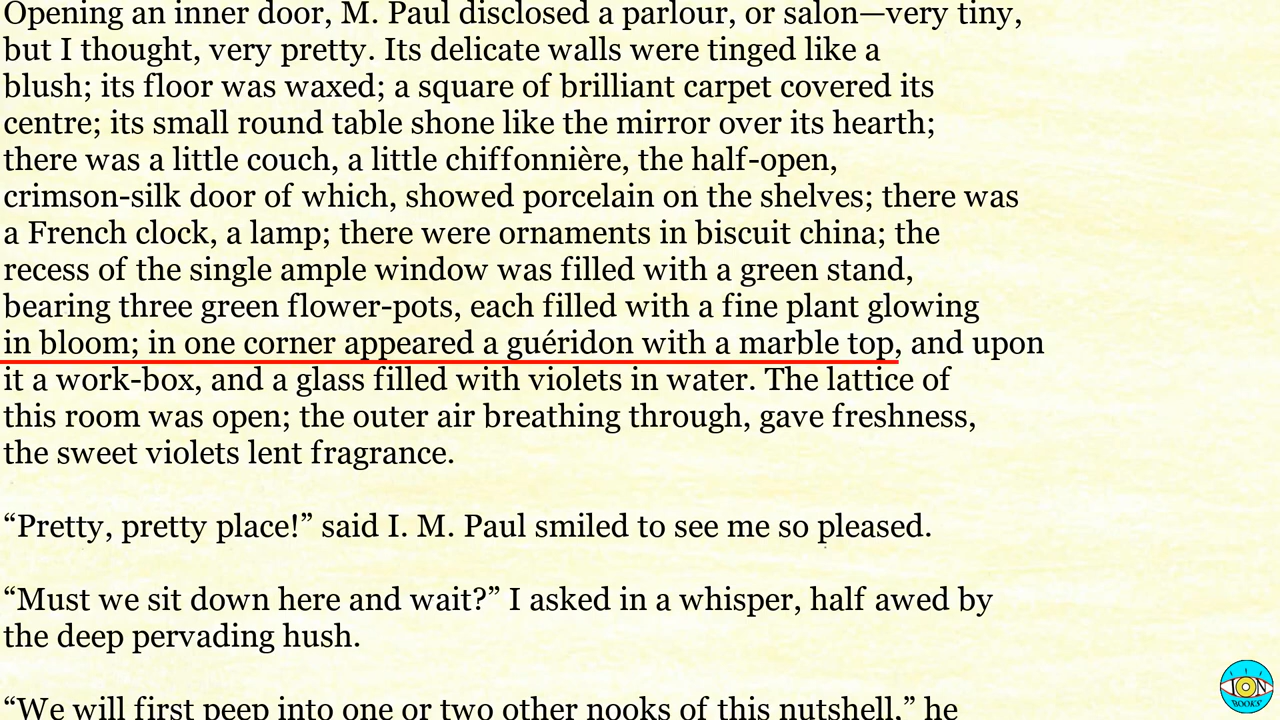 Opening an inner door, M. Paul disclosed a parlour, or salon—very tiny,
but I thought, very pretty. Its delicate walls were tinged like a
blush; its floor was waxed; a square of brilliant carpet covered its
centre; its small round table shone like the mirror over its hearth;
there was a little couch, a little chiffonnière, the half-open,
crimson-silk door of which, showed porcelain on the shelves; there was
a French clock, a lamp; there were ornaments in biscuit china; the
recess of the single ample window was filled with a green stand,
bearing three green flower-pots, each filled with a fine plant glowing
in bloom; in one corner appeared a guéridon with a marble top, and upon
it a work-box, and a glass filled with violets in water. The lattice of
this room was open; the outer air breathing through, gave freshness,
the sweet violets lent fragrance.
“Pretty, pretty place!” said I. M. Paul smiled to see me so pleased.
“Must we sit down here and wait?” I asked in a whisper, half awed by
the deep pervading hush.
“We will first peep into one or two other nooks of this nutshell,” he
ION
BOOKS